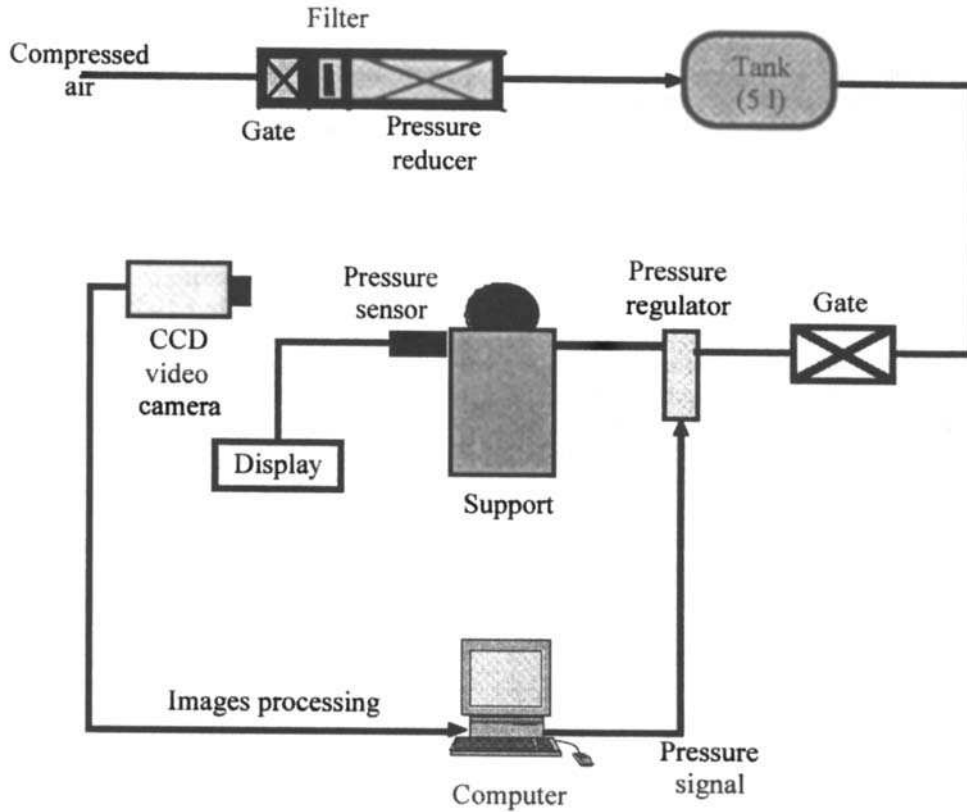 Filter
Compressed
air
Gate
Pressure
reducer
Tank
(5 l)
CCD
video
camera
Pressure
sensor
Pressure
regulator
Gate
Display
Support
Images processing
Computer
Pressure
signal